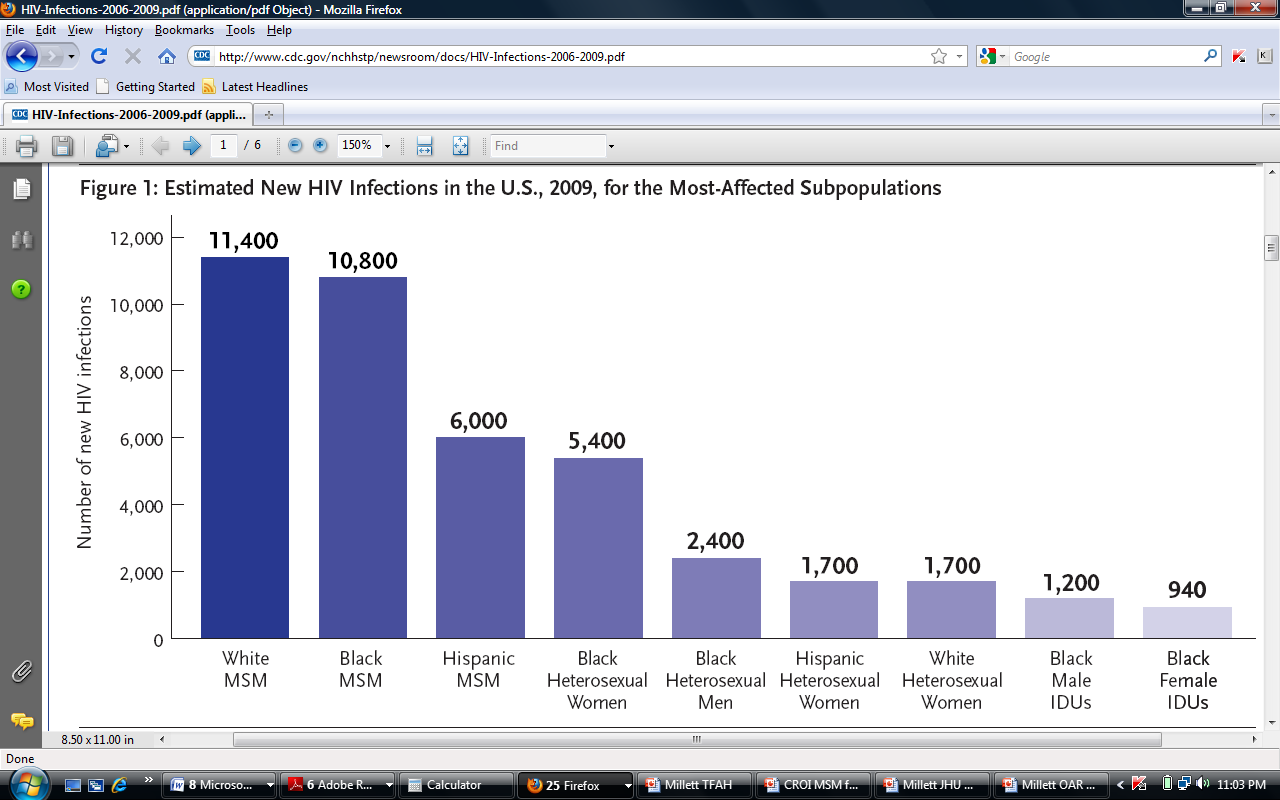 HIV-Infections-2006-2009.pdf (application/pdf Object) - Mozilla Firefox
File Edit View History Bookmarks Tools Help
CDC http://www.cdc.gov/nchhstp/newsroom/docs/HIV-Infections-2006-2009.pdf Google
Most Visited Getting Started Latest Headlines
CDC HIV-Infections-2006-2009.pdf (appli...
1 / 6 150% Find
Figure 1: Estimated New HIV Infections in the U.S., 2009, for the Most-Affected Subpopulations
Number of new HIV infections
12,000
10,000
8,000
6,000
4,000
2,000
0
11,400
10,800
6,000
5,400
2,400
1,700
1,700
1,200
940
White
MSM
Black
MSM
Hispanic
MSM
Black
Heterosexual
Women
Black
Heterosexual
Men
Hispanic
Heterosexual
Women
White
Heterosexual
Women
Black
Male
IDUs
Black
Female
IDUs
8.50 x 11.00 in
Done
8 Microso... 6 Adobe R... Calculator 25 Firefox Millett TFAH CROI MSM f... Millett JHU ... Millett OAR ... 11:03 PM